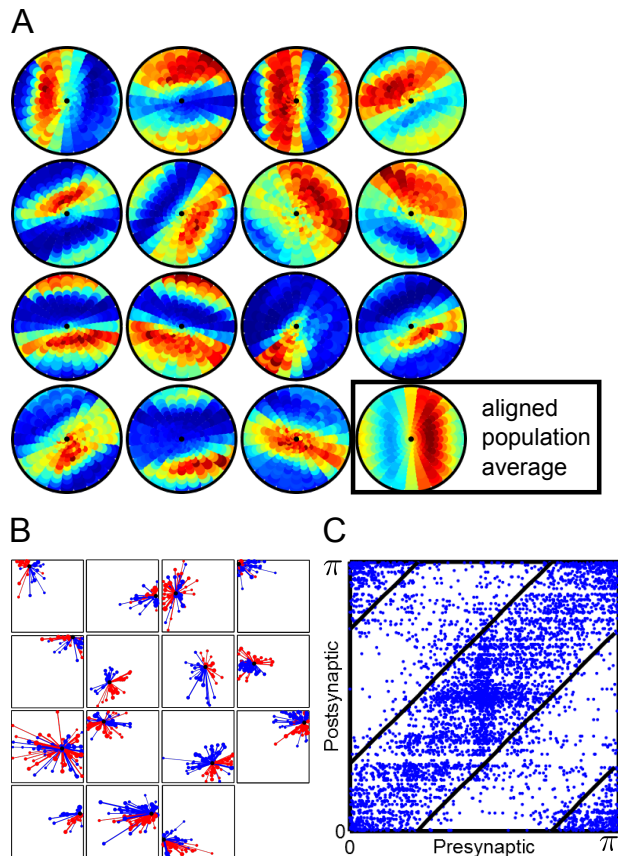 A
aligned
population
average
B
C
π
Postsynaptic
0
0
Presynaptic
π